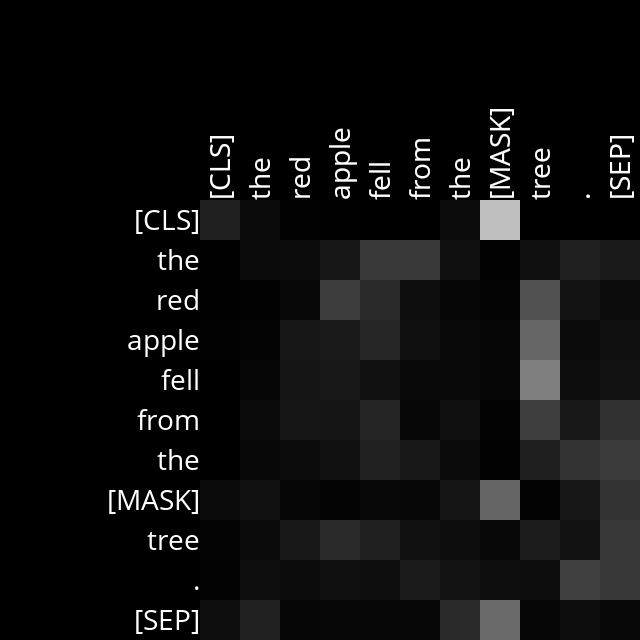 [CLS] the red apple fell from the [MASK] tree . [SEP]
[CLS]
the
red
apple
fell
from
the
[MASK]
tree
.
[SEP]